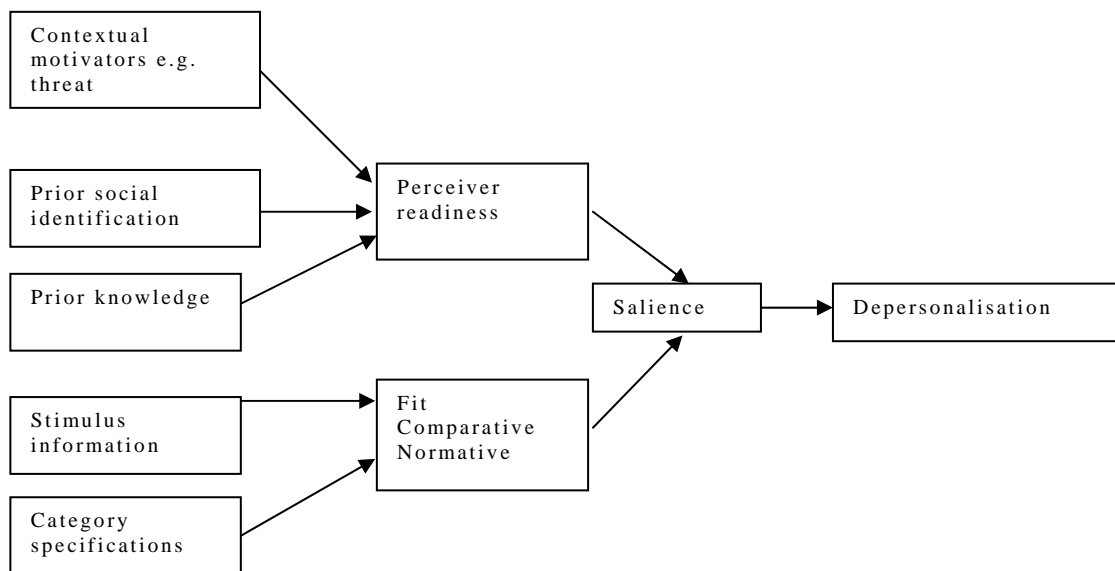 Contextual
motivators e.g.
threat
Prior social
identification
Prior knowledge
Stimulus
information
Category
specifications
Perceiver
readiness
Fit
Comparative
Normative
Salience
Depersonalisation